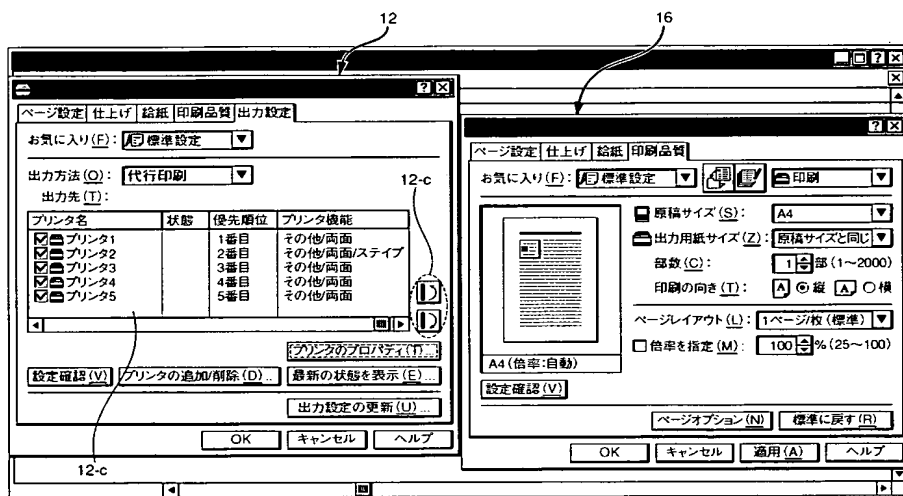 12
16
ページ設定 仕上げ 給紙 印刷品質 出力設定
お気に入り(F): 標準設定
出力方法(O): 代行印刷
出力先(T):
12-c
プリンタ名 状態 優先順位 プリンタ機能
プリンタ1 1番目 その他/両面
プリンタ2 2番目 その他/両面/ステイプ
プリンタ3 3番目 その他/両面
プリンタ4 4番目 その他/両面
プリンタ5 5番目 その他/両面
プリンタのプロパティ(T)...
設定確認(V) プリンタの追加/削除(D)... 最新の状態を表示(E)...
出力設定の更新(U)...
OK キャンセル ヘルプ
12-c
ページ設定 仕上げ 給紙 印刷品質
お気に入り(F): 標準設定 印刷
原稿サイズ(S): A4
出力用紙サイズ(Z): 原稿サイズと同じ
部数(C): 1 部(1~2000)
印刷の向き(T): A 縦 A 横
ページレイアウト(L): 1ページ/枚(標準)
倍率を指定(M): 100 %(25~100)
A4(倍率:自動)
設定確認(V)
ページオプション(N) 標準に戻す(R)
OK キャンセル 適用(A) ヘルプ